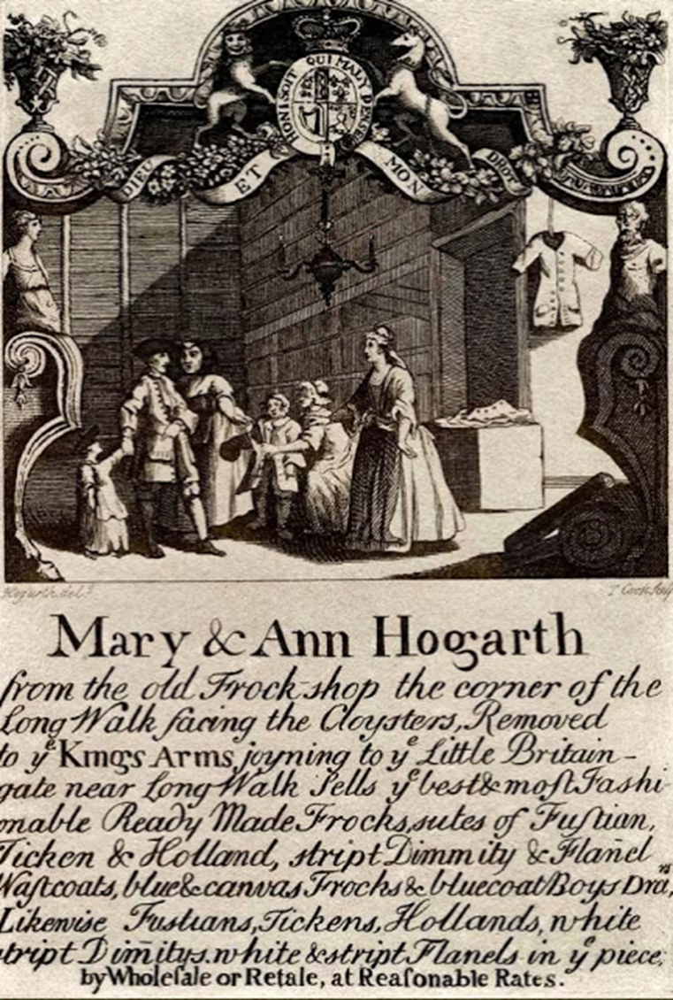 HONI SOIT QUI MAL Y PENSE
DIEU ET MON DROT
Hogarth del.t
T Cook sculp
Mary & Ann Hogarth
from the old Frock-shop the corner of the
Long Walk facing the Cloysters, Removed
to yᵉ Kings Arms joyning to yᵉ Little Britain-
gate near Long Walk Sells yᵉ best & moſt Faſhi
onable Ready Made Frocks, sutes of Fuſtian,
Ticken & Holland, stript Dimmity & Flañel
Waſtcoats, blue & canvas Frocks & bluecoat Boys Draʳˢ,
Likewise Fustians, Tickens, Hollands, white
stript Dim̃itys. white & stript Flanels in yᵉ piece;
by Wholeſale or Retale, at Reaſonable Rates.